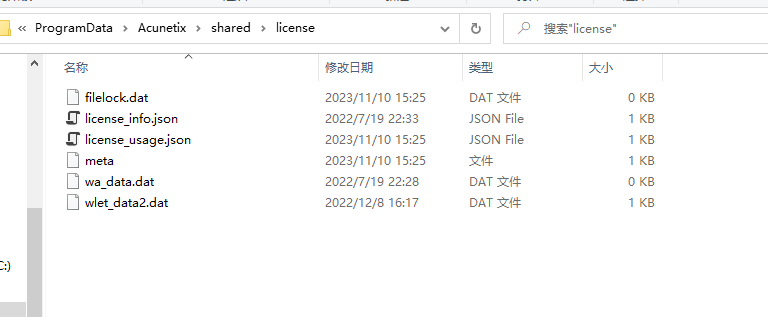 « ProgramData › Acunetix › shared › license
搜索"license"
名称 修改日期 类型 大小
filelock.dat 2023/11/10 15:25 DAT 文件 0 KB
license_info.json 2022/7/19 22:33 JSON File 1 KB
license_usage.json 2023/11/10 15:25 JSON File 1 KB
meta 2023/11/10 15:25 文件 1 KB
wa_data.dat 2022/7/19 22:28 DAT 文件 0 KB
wlet_data2.dat 2022/12/8 16:17 DAT 文件 1 KB
C:)